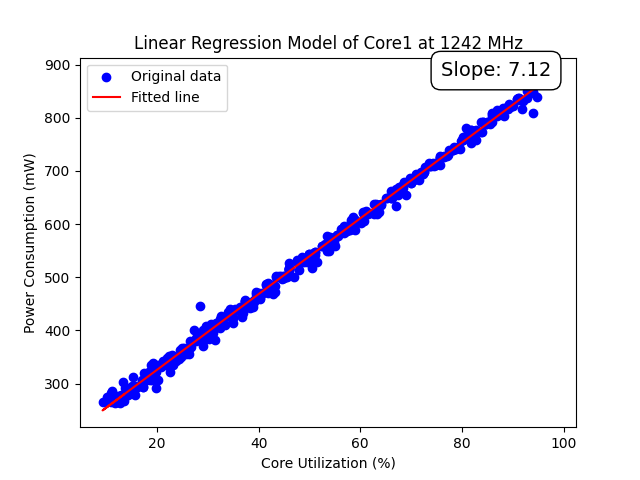 Linear Regression Model of Core1 at 1242 MHz
Slope: 7.12
Original data
Fitted line
Power Consumption (mW)
900
800
700
600
500
400
300
20 40 60 80 100
Core Utilization (%)